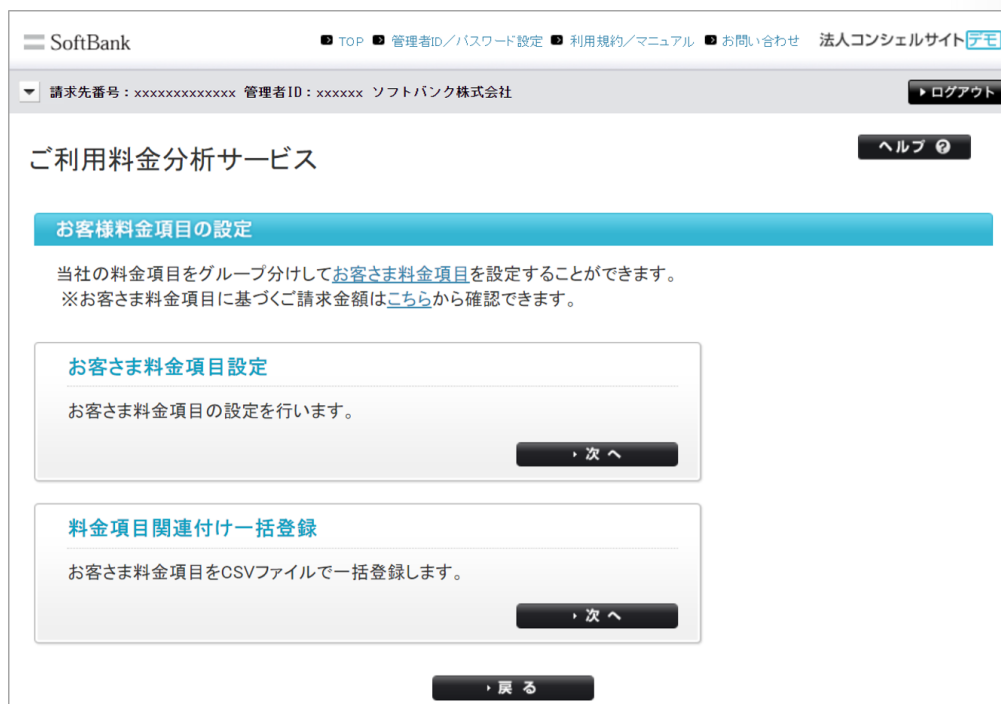 SoftBank TOP 管理者ID／パスワード設定 利用規約／マニュアル お問い合わせ 法人コンシェルサイト デモ
請求先番号：xxxxxxxxxxxxx 管理者ID：xxxxxx ソフトバンク株式会社 ログアウト
ご利用料金分析サービス ヘルプ ?
お客様料金項目の設定
当社の料金項目をグループ分けしてお客さま料金項目を設定することができます。
※お客さま料金項目に基づくご請求金額はこちらから確認できます。
お客さま料金項目設定
お客さま料金項目の設定を行います。
次へ
料金項目関連付け一括登録
お客さま料金項目をCSVファイルで一括登録します。
次へ
戻る